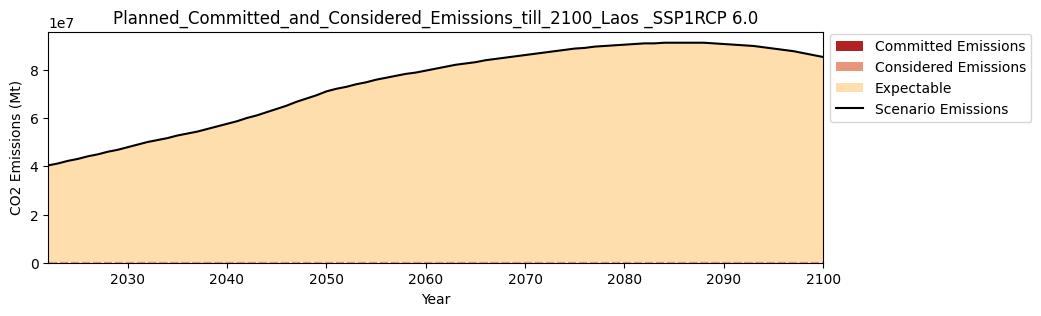 Planned_Committed_and_Considered_Emissions_till_2100_Laos _SSP1RCP 6.0
1e7
8
6
4
2
0
CO2 Emissions (Mt)
2030 2040 2050 2060 2070 2080 2090 2100
Year
Committed Emissions
Considered Emissions
Expectable
Scenario Emissions